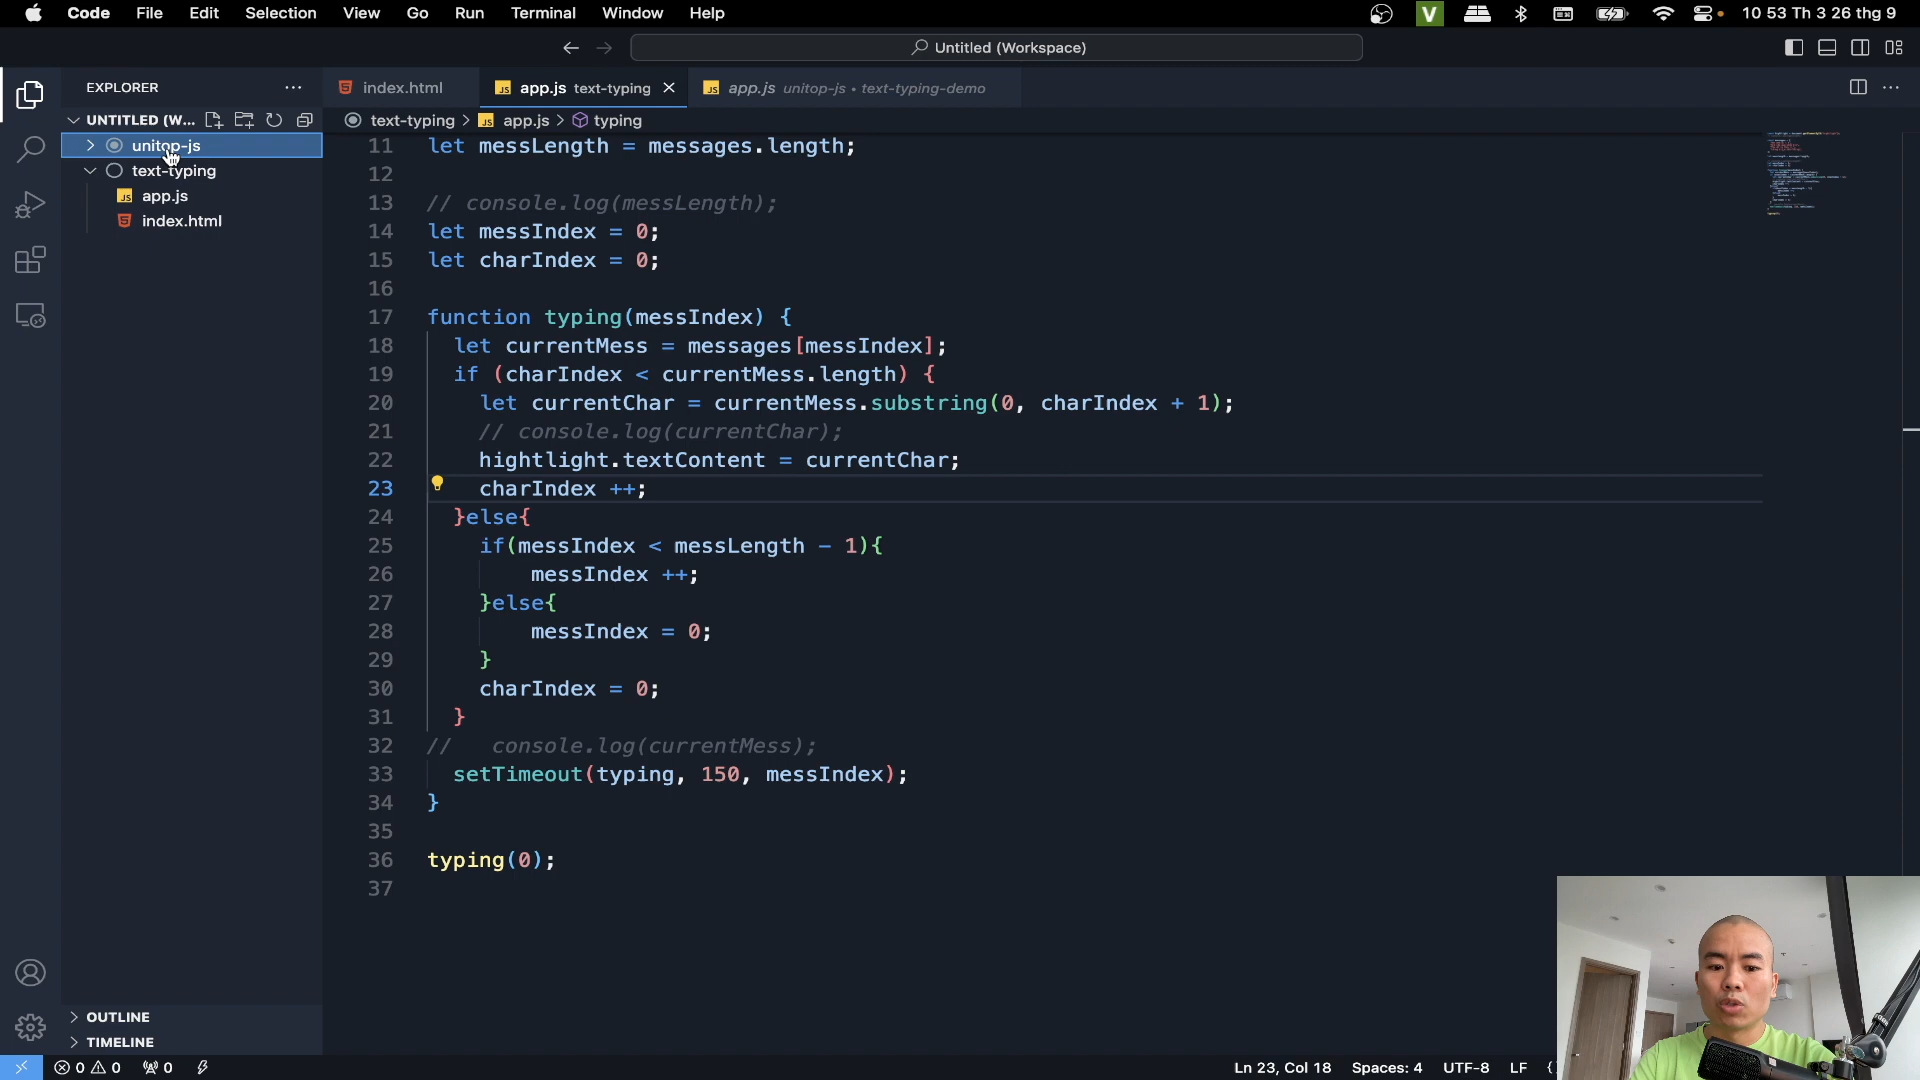 Code File Edit Selection View Go Run Terminal Window Help V 10 53 Th 3 26 thg 9
Untitled (Workspace)
EXPLORER
UNTITLED (W...
unitop-js
text-typing
JS app.js
index.html
OUTLINE
TIMELINE
index.html JS app.js text-typing JS app.js unitop-js • text-typing-demo
text-typing > JS app.js > typing
11 let messLength = messages.length;
12
13 // console.log(messLength);
14 let messIndex = 0;
15 let charIndex = 0;
16
17 function typing(messIndex) {
18 let currentMess = messages[messIndex];
19 if (charIndex < currentMess.length) {
20 let currentChar = currentMess.substring(0, charIndex + 1);
21 // console.log(currentChar);
22 hightlight.textContent = currentChar;
23 charIndex ++;
24 }else{
25 if(messIndex < messLength - 1){
26 messIndex ++;
27 }else{
28 messIndex = 0;
29 }
30 charIndex = 0;
31 }
32 // console.log(currentMess);
33 setTimeout(typing, 150, messIndex);
34 }
35
36 typing(0);
37
0 0 0 Ln 23, Col 18 Spaces: 4 UTF-8 LF {